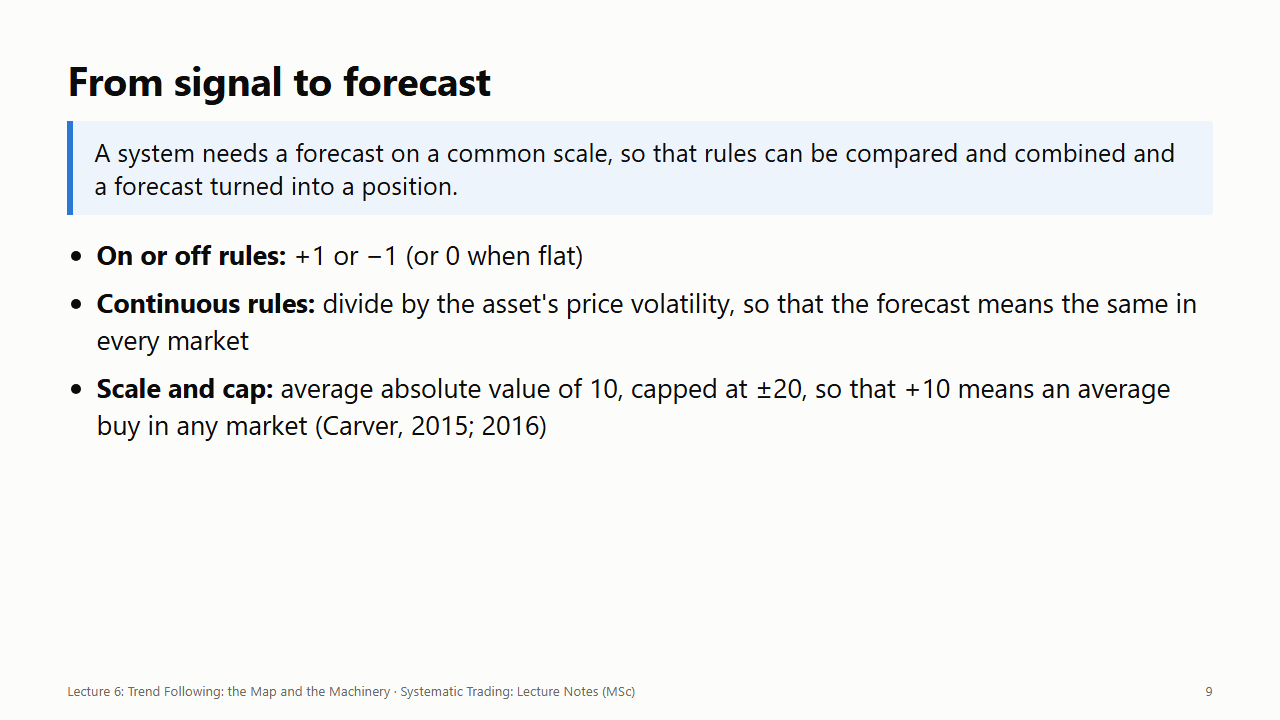 From signal to forecast
A system needs a forecast on a common scale, so that rules can be compared and combined and
a forecast turned into a position.
• On or off rules: +1 or −1 (or 0 when flat)
• Continuous rules: divide by the asset's price volatility, so that the forecast means the same in
every market
• Scale and cap: average absolute value of 10, capped at ±20, so that +10 means an average
buy in any market (Carver, 2015; 2016)
Lecture 6: Trend Following: the Map and the Machinery · Systematic Trading: Lecture Notes (MSc)
9